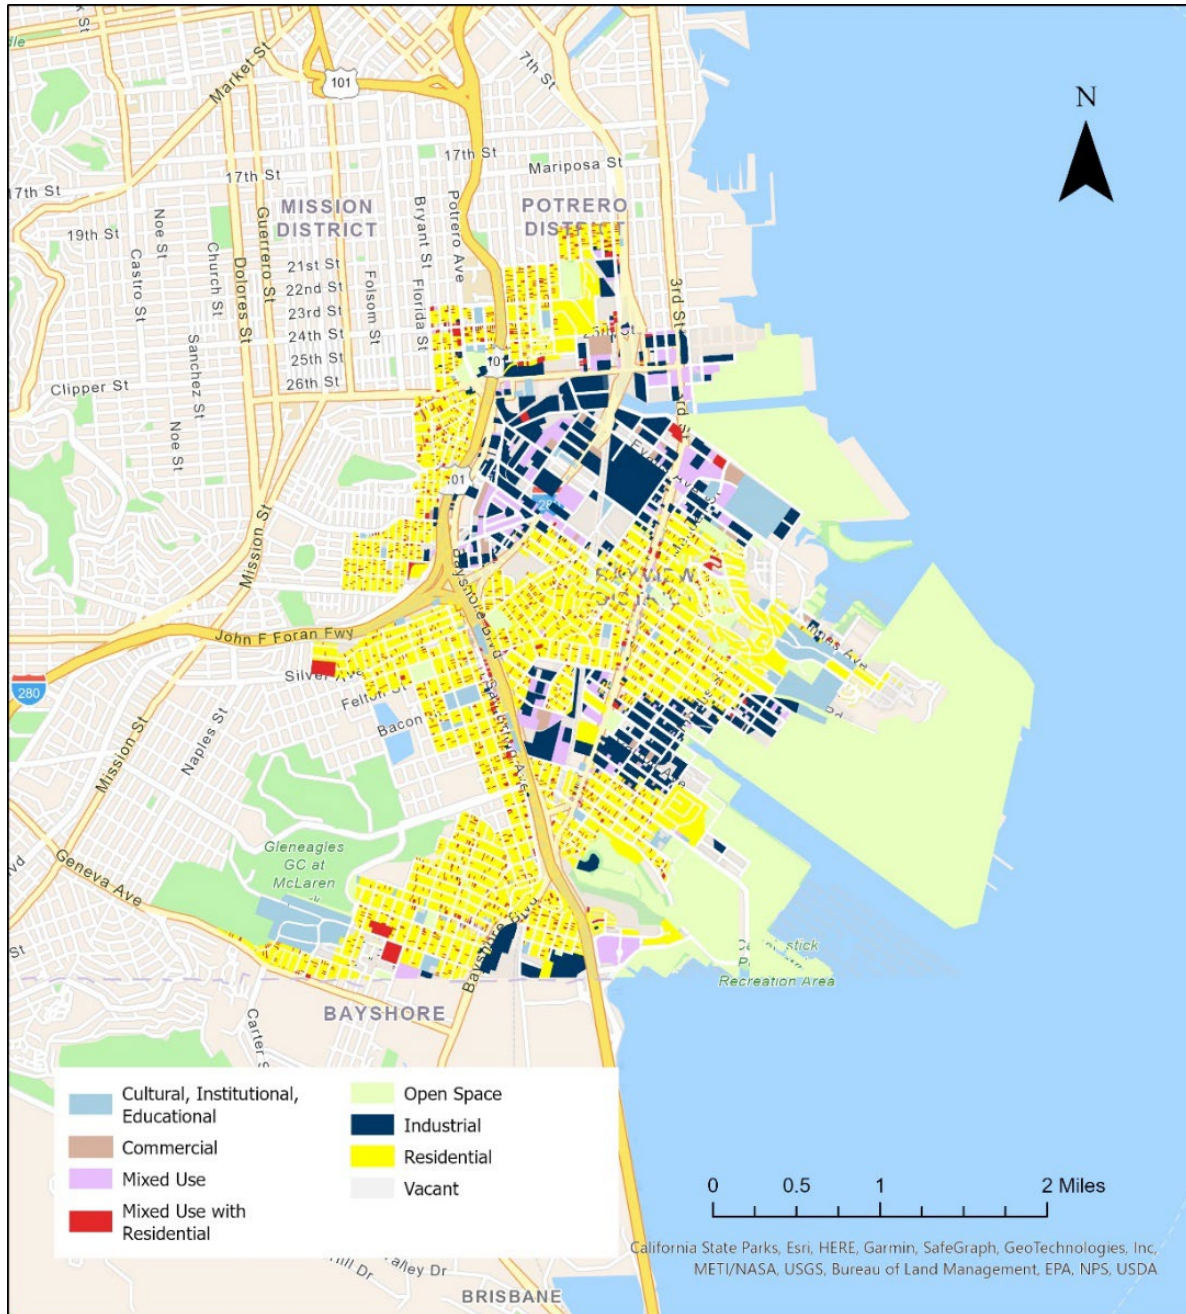 Market St
101
7th St
N
17th St
Mariposa St
17th St
17th St
MISSION
DISTRICT
POTRERO
Potrero Ave
Bryant St
Noe St
19th St
Castro St
Church St
Guerrero St
Dolores St
21st St
22nd St
23rd St
24th St
25th St
26th St
Folsom St
Florida St
3rd St
101
Clipper St
Sanchez St
Noe St
101
Mission St
John F Foran Fwy
280
Silver Ave
Bacon
Naples St
Mission St
Gleneagles
GC at
McLaren
Geneva Ave
Bayshore Blvd
Recreation Area
BAYSHORE
Cultural, Institutional,
Educational
Commercial
Mixed Use
Mixed Use with
Residential
Open Space
Industrial
Residential
Vacant
0 0.5 1 2 Miles
California State Parks, Esri, HERE, Garmin, SafeGraph, GeoTechnologies, Inc,
METI/NASA, USGS, Bureau of Land Management, EPA, NPS, USDA
BRISBANE